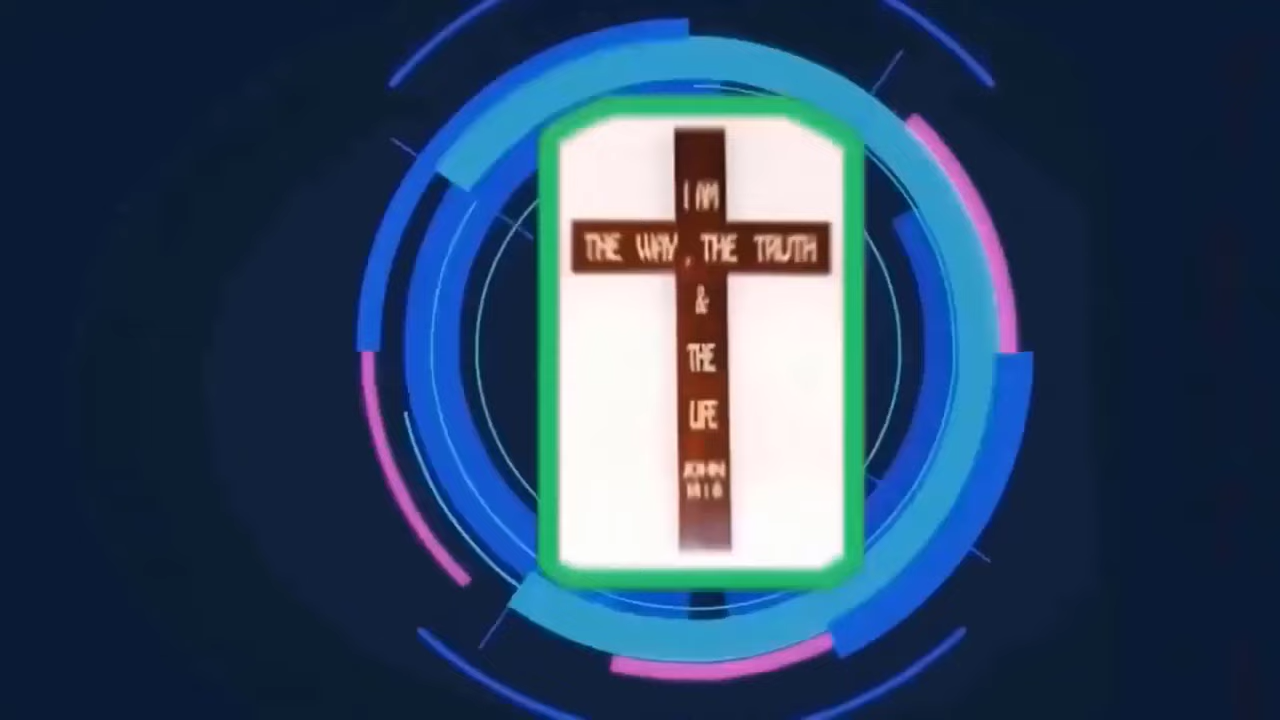 I AM
THE WAY, THE TRUTH
&
THE
LIFE
JOHN